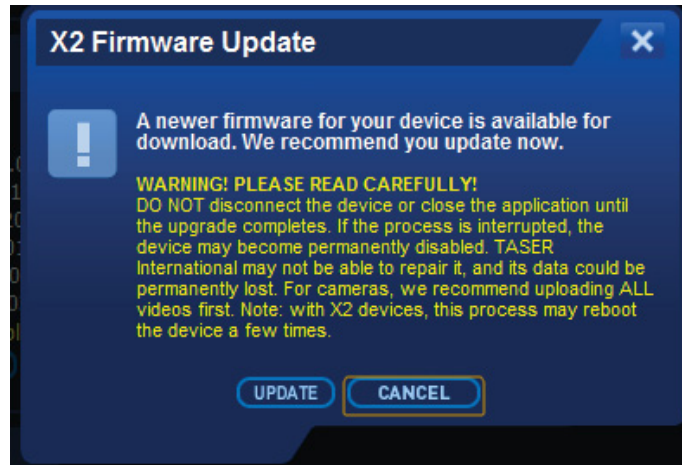 X2 Firmware Update
A newer firmware for your device is available for
download. We recommend you update now.
WARNING! PLEASE READ CAREFULLY!
DO NOT disconnect the device or close the application until
the upgrade completes. If the process is interrupted, the
device may become permanently disabled. TASER
International may not be able to repair it, and its data could be
permanently lost. For cameras, we recommend uploading ALL
videos first. Note: with X2 devices, this process may reboot
the device a few times.
UPDATE CANCEL